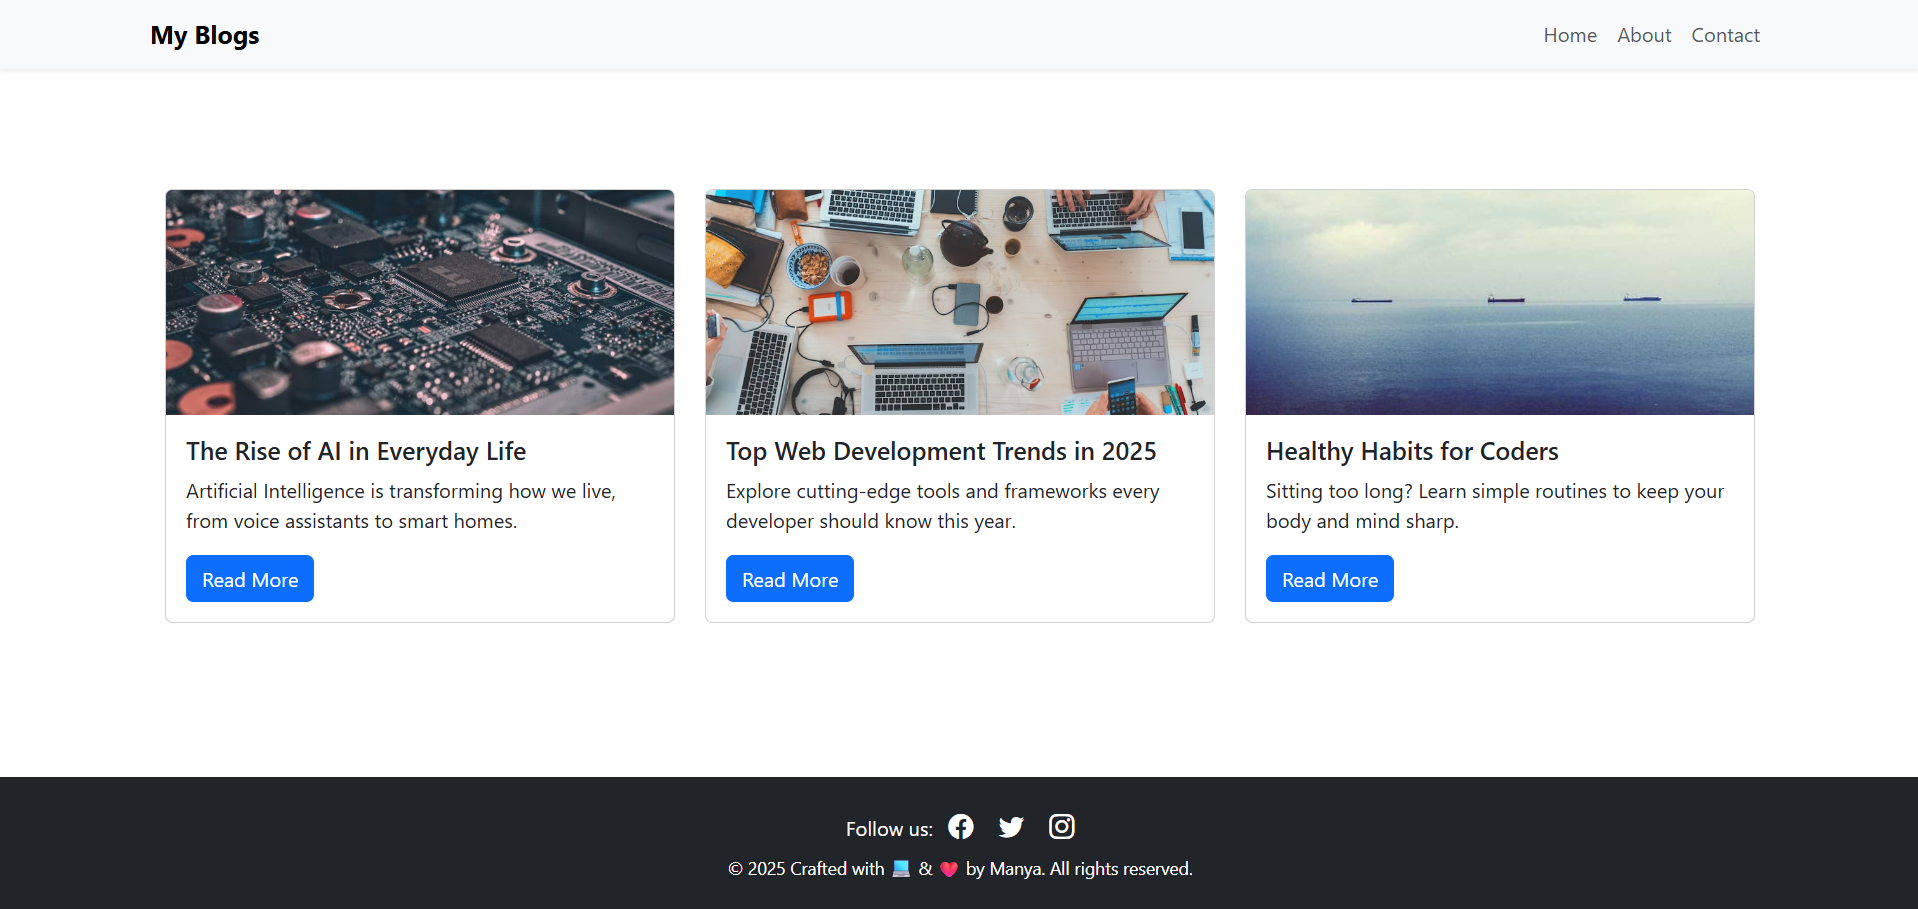 My Blogs
Home About Contact
The Rise of AI in Everyday Life
Artificial Intelligence is transforming how we live,
from voice assistants to smart homes.
Read More
Top Web Development Trends in 2025
Explore cutting-edge tools and frameworks every
developer should know this year.
Read More
Healthy Habits for Coders
Sitting too long? Learn simple routines to keep your
body and mind sharp.
Read More
Follow us:
© 2025 Crafted with 💻 & ❤️ by Manya. All rights reserved.